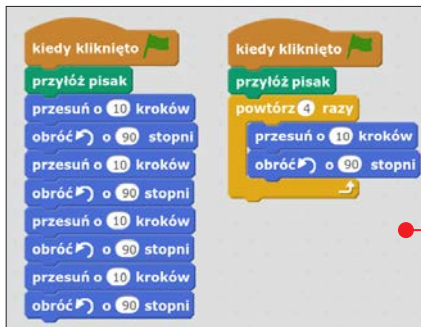 kiedy kliknięto
przyłóż pisak
przesuń o 10 kroków
obróć o 90 stopni
przesuń o 10 kroków
obróć o 90 stopni
przesuń o 10 kroków
obróć o 90 stopni
przesuń o 10 kroków
obróć o 90 stopni
kiedy kliknięto
przyłóż pisak
powtórz 4 razy
przesuń o 10 kroków
obróć o 90 stopni